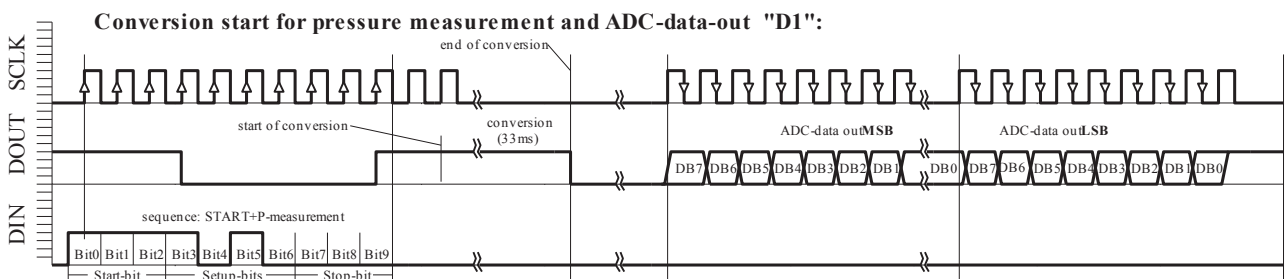 Conversion start for pressure measurement and ADC-data-out "D1":
end of conversion
SCLK
start of conversion
conversion
(33ms)
ADC-data out MSB
ADC-data out LSB
DOUT
DB7 DB6 DB5 DB4 DB3 DB2 DB1 DB0 DB7 DB6 DB5 DB4 DB3 DB2 DB1 DB0
sequence: START+P-measurement
DIN
Bit0 Bit1 Bit2 Bit3 Bit4 Bit5 Bit6 Bit7 Bit8 Bit9
Start-bit Setup-bits Stop-bit